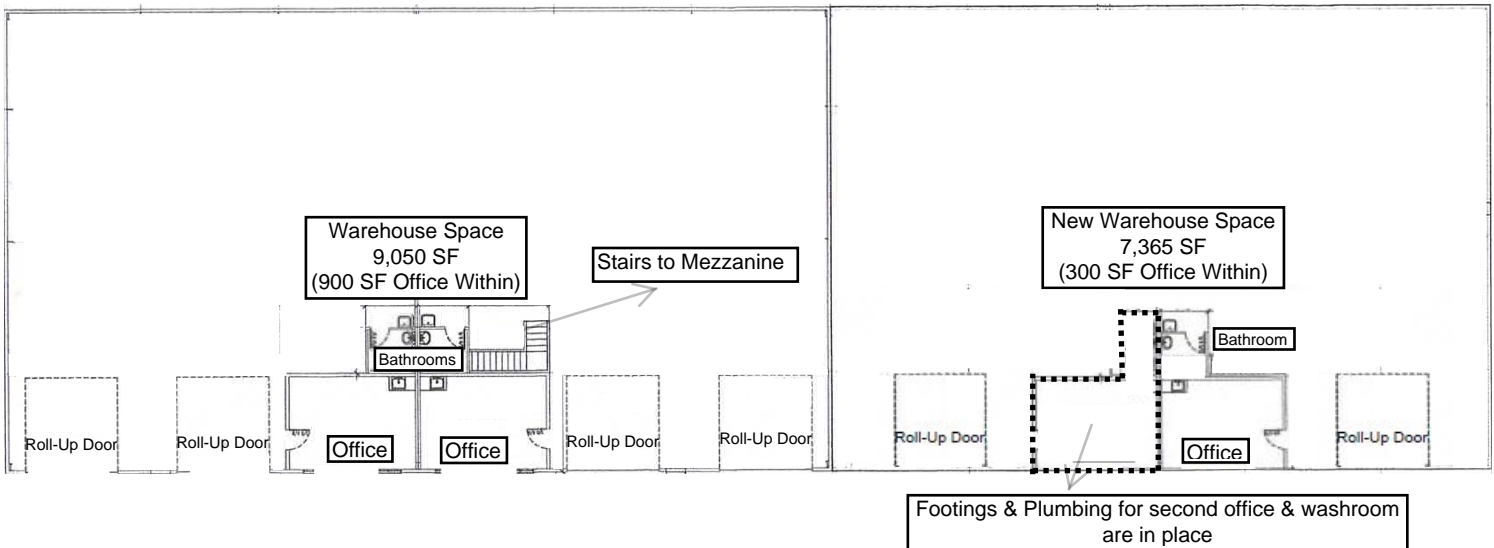 Warehouse Space
9,050 SF
(900 SF Office Within)
Stairs to Mezzanine
New Warehouse Space
7,365 SF
(300 SF Office Within)
Bathrooms
Bathroom
Roll-Up Door
Roll-Up Door
Office
Office
Roll-Up Door
Roll-Up Door
Roll-Up Door
Office
Roll-Up Door
Footings & Plumbing for second office & washroom
are in place